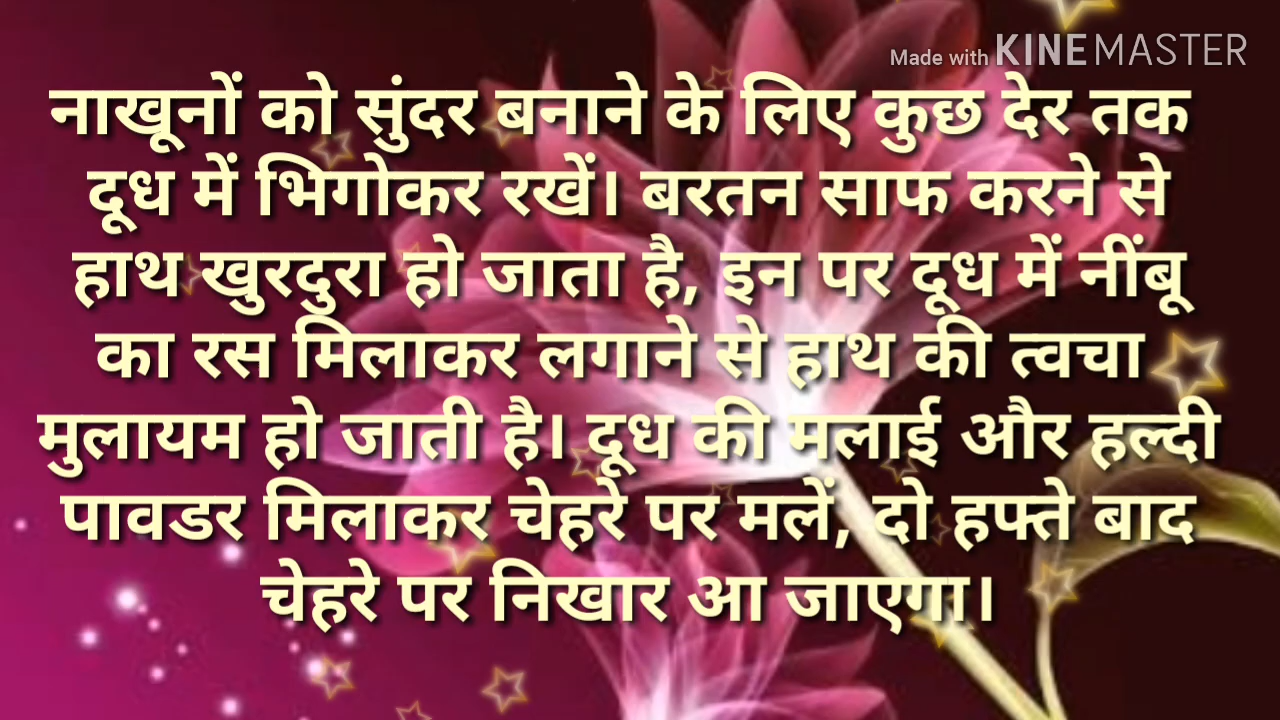 Made with KINEMASTER
नाखूनों को सुंदर बनाने के लिए कुछ देर तक
दूध में भिगोकर रखें। बरतन साफ करने से
हाथ खुरदुरा हो जाता है, इन पर दूध में नींबू
का रस मिलाकर लगाने से हाथ की त्वचा
मुलायम हो जाती है। दूध की मलाई और हल्दी
पावडर मिलाकर चेहरे पर मलें, दो हफ्ते बाद
चेहरे पर निखार आ जाएगा।